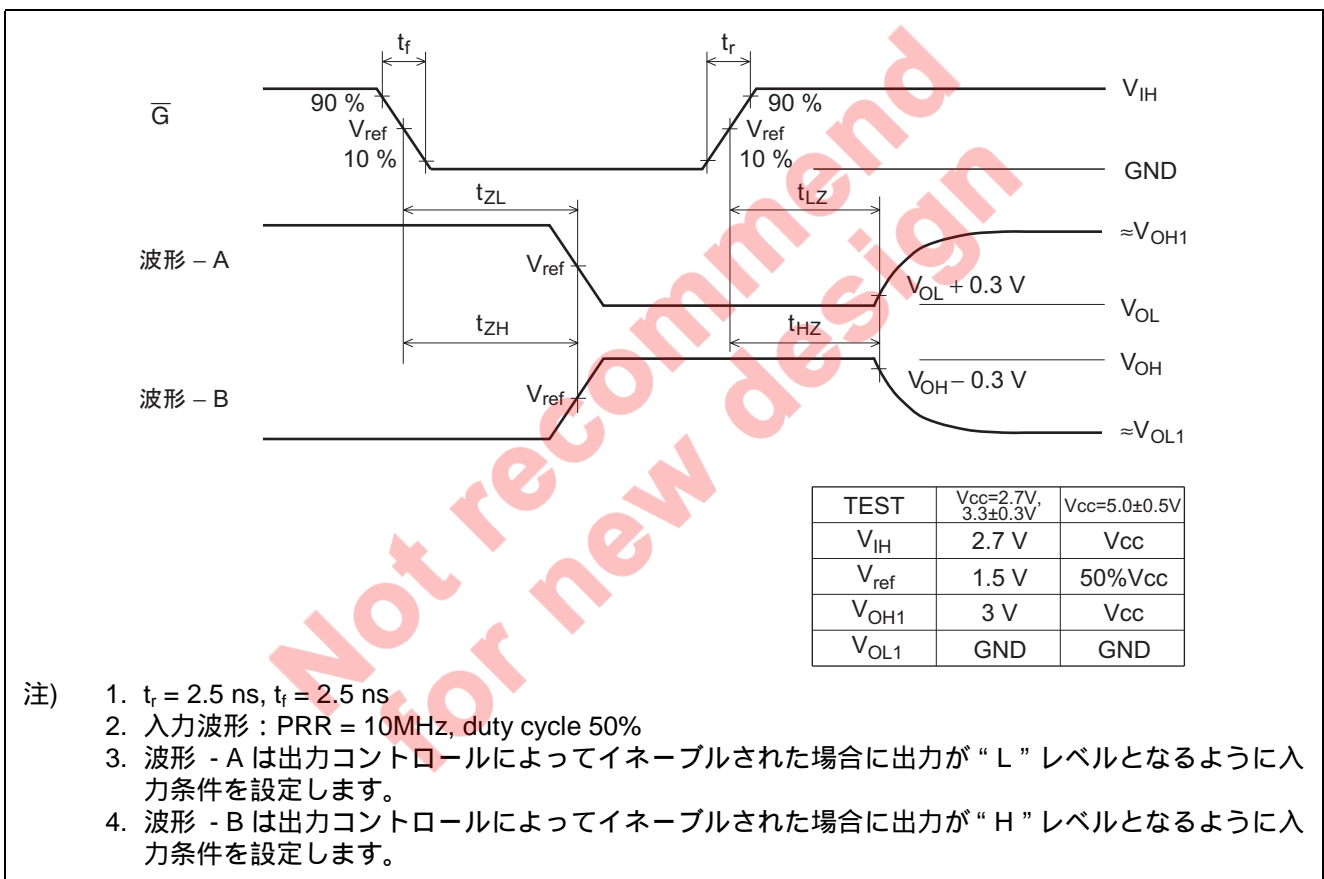 tf
tr
G
90 %
Vref
10 %
90 %
Vref
10 %
VIH
GND
tZL
tLZ
波形 – A
Vref
VOL + 0.3 V
≈VOH1
VOL
tZH
tHZ
波形 – B
Vref
VOH – 0.3 V
VOH
≈VOL1
TEST Vcc=2.7V, 3.3±0.3V Vcc=5.0±0.5V
VIH 2.7 V Vcc
Vref 1.5 V 50%Vcc
VOH1 3 V Vcc
VOL1 GND GND
注) 1. tr = 2.5 ns, tf = 2.5 ns
2. 入力波形 : PRR = 10MHz, duty cycle 50%
3. 波形 - A は出力コントロールによってイネーブルされた場合に出力が “ L ” レベルとなるように入
力条件を設定します。
4. 波形 - B は出力コントロールによってイネーブルされた場合に出力が “ H ” レベルとなるように入
力条件を設定します。
Not recommend
for new design